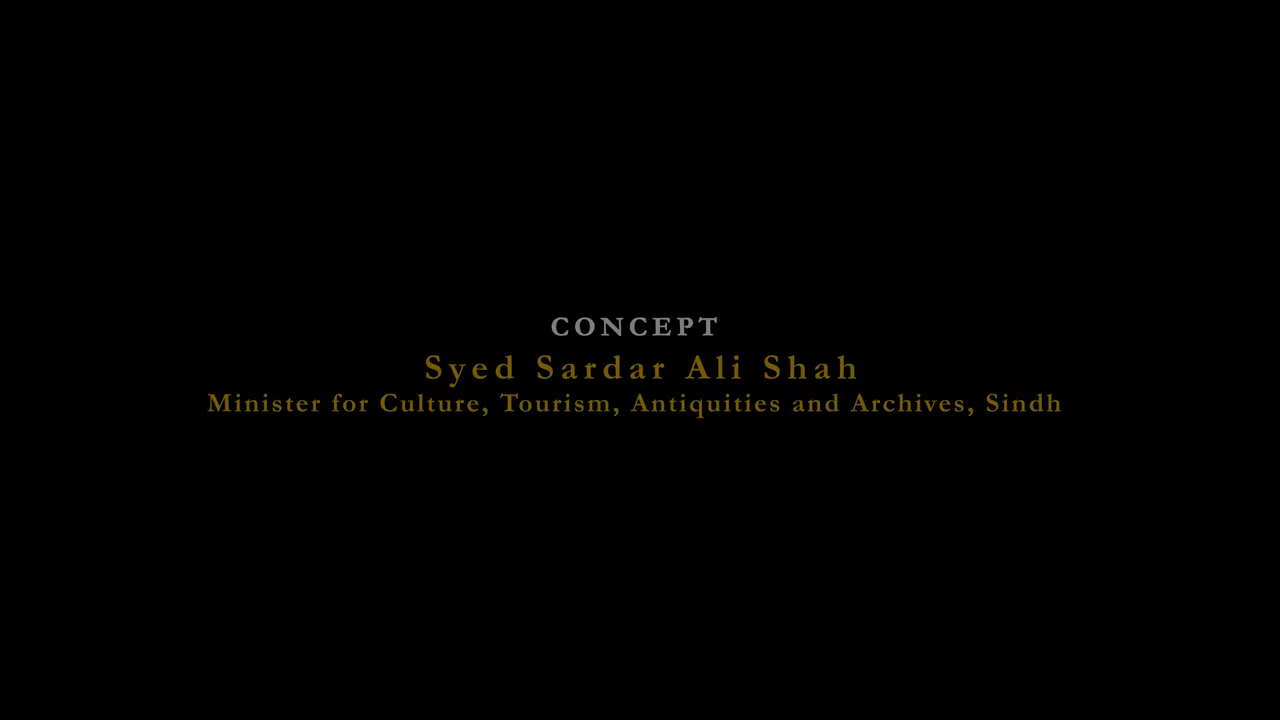 CONCEPT
Syed Sardar Ali Shah
Minister for Culture, Tourism, Antiquities and Archives, Sindh